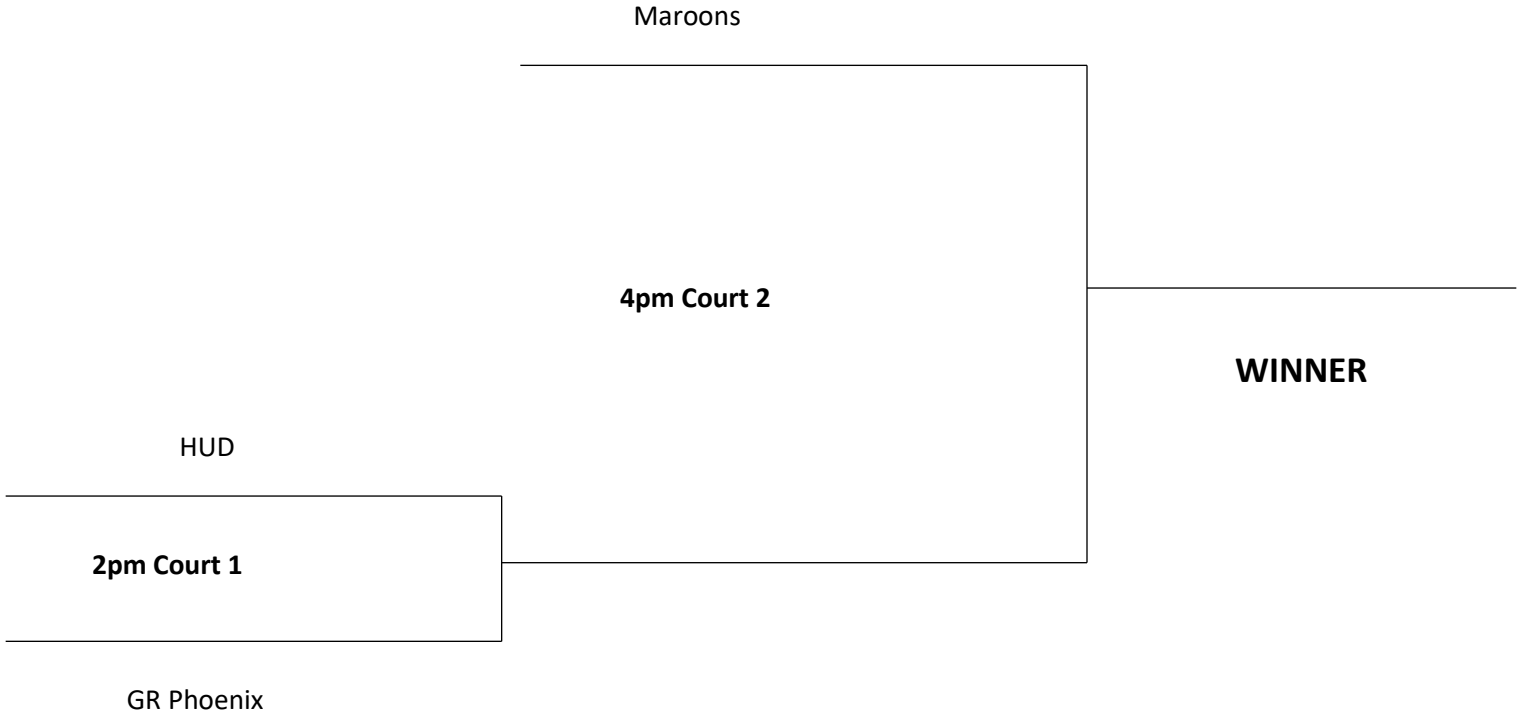 Maroons
4pm Court 2
WINNER
HUD
2pm Court 1
GR Phoenix